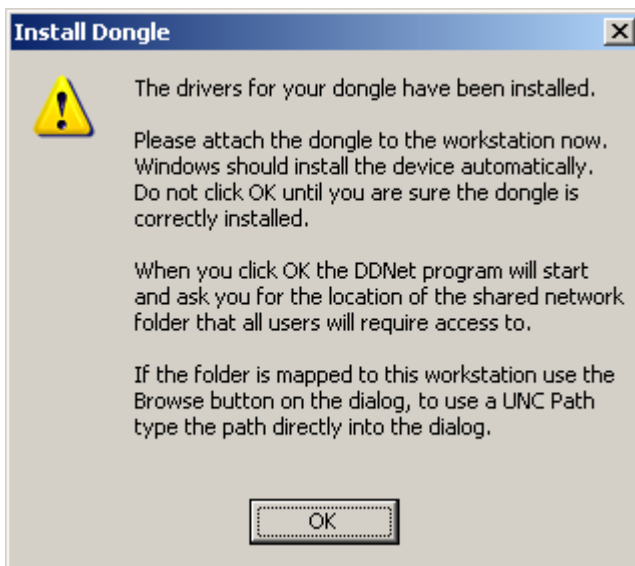 Install Dongle
The drivers for your dongle have been installed.
Please attach the dongle to the workstation now.
Windows should install the device automatically.
Do not click OK until you are sure the dongle is
correctly installed.
When you click OK the DDNet program will start
and ask you for the location of the shared network
folder that all users will require access to.
If the folder is mapped to this workstation use the
Browse button on the dialog, to use a UNC Path
type the path directly into the dialog.
OK